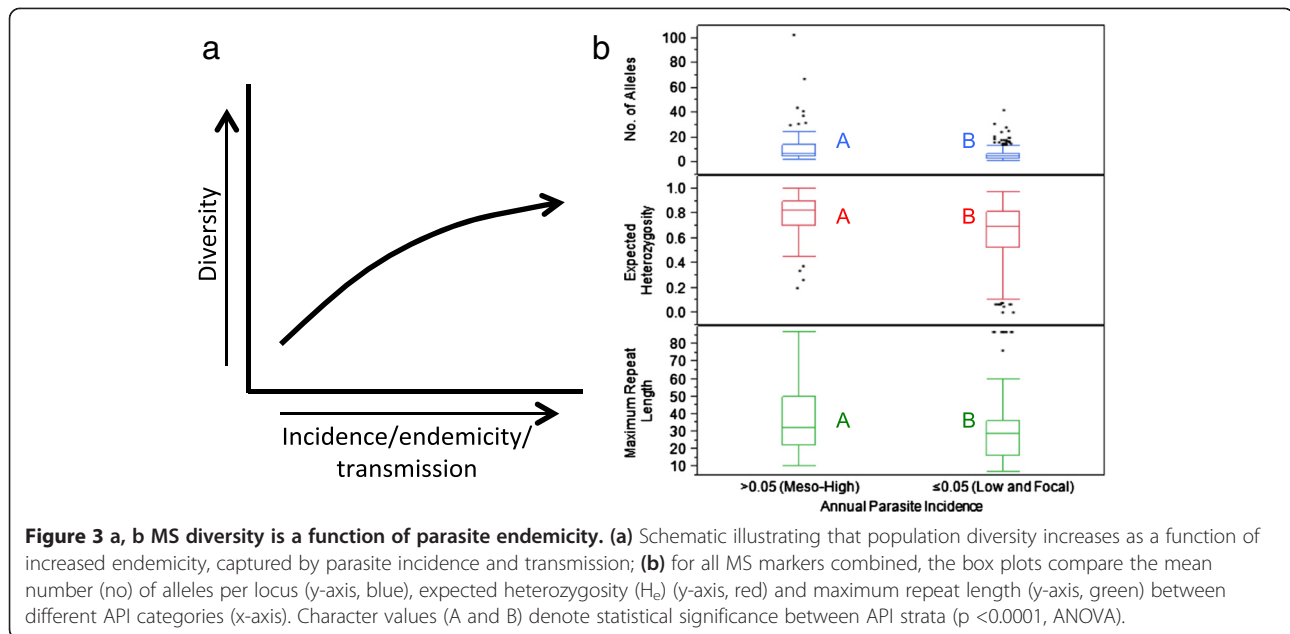 a
Diversity
Incidence/endemicity/
transmission
b
No. of Alleles
100
80
60
40
20
0
A
B
Expected
Heterozygosity
1.0
0.8
0.6
0.4
0.2
0.0
A
B
Maximum Repeat
Length
80
70
60
50
40
30
20
10
A
B
>0.05 (Meso-High)
≤0.05 (Low and Focal)
Annual Parasite Incidence
Figure 3 a, b MS diversity is a function of parasite endemicity. (a) Schematic illustrating that population diversity increases as a function of
increased endemicity, captured by parasite incidence and transmission; (b) for all MS markers combined, the box plots compare the mean
number (no) of alleles per locus (y-axis, blue), expected heterozygosity (Hₑ) (y-axis, red) and maximum repeat length (y-axis, green) between
different API categories (x-axis). Character values (A and B) denote statistical significance between API strata (p <0.0001, ANOVA).